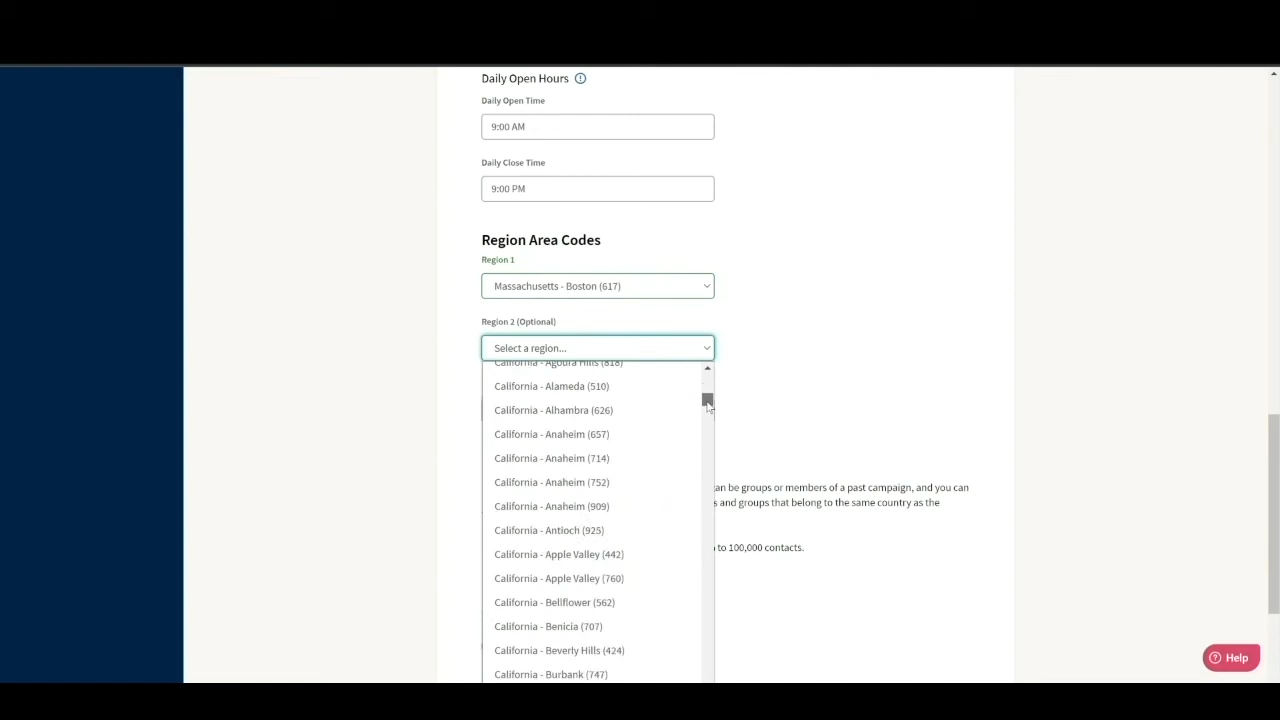 Daily Open Hours
Daily Open Time
9:00 AM
Daily Close Time
9:00 PM
Region Area Codes
Region 1
Massachusetts - Boston (617)
Region 2 (Optional)
Select a region...
California - Agoura Hills (818)
California - Alameda (510)
California - Alhambra (626)
California - Anaheim (657)
California - Anaheim (714)
California - Anaheim (752)
an be groups or members of a past campaign, and you can
California - Anaheim (909)
s and groups that belong to the same country as the
California - Antioch (925)
to 100,000 contacts.
California - Apple Valley (442)
California - Apple Valley (760)
California - Bellflower (562)
California - Benicia (707)
California - Beverly Hills (424)
Help
California - Burbank (747)